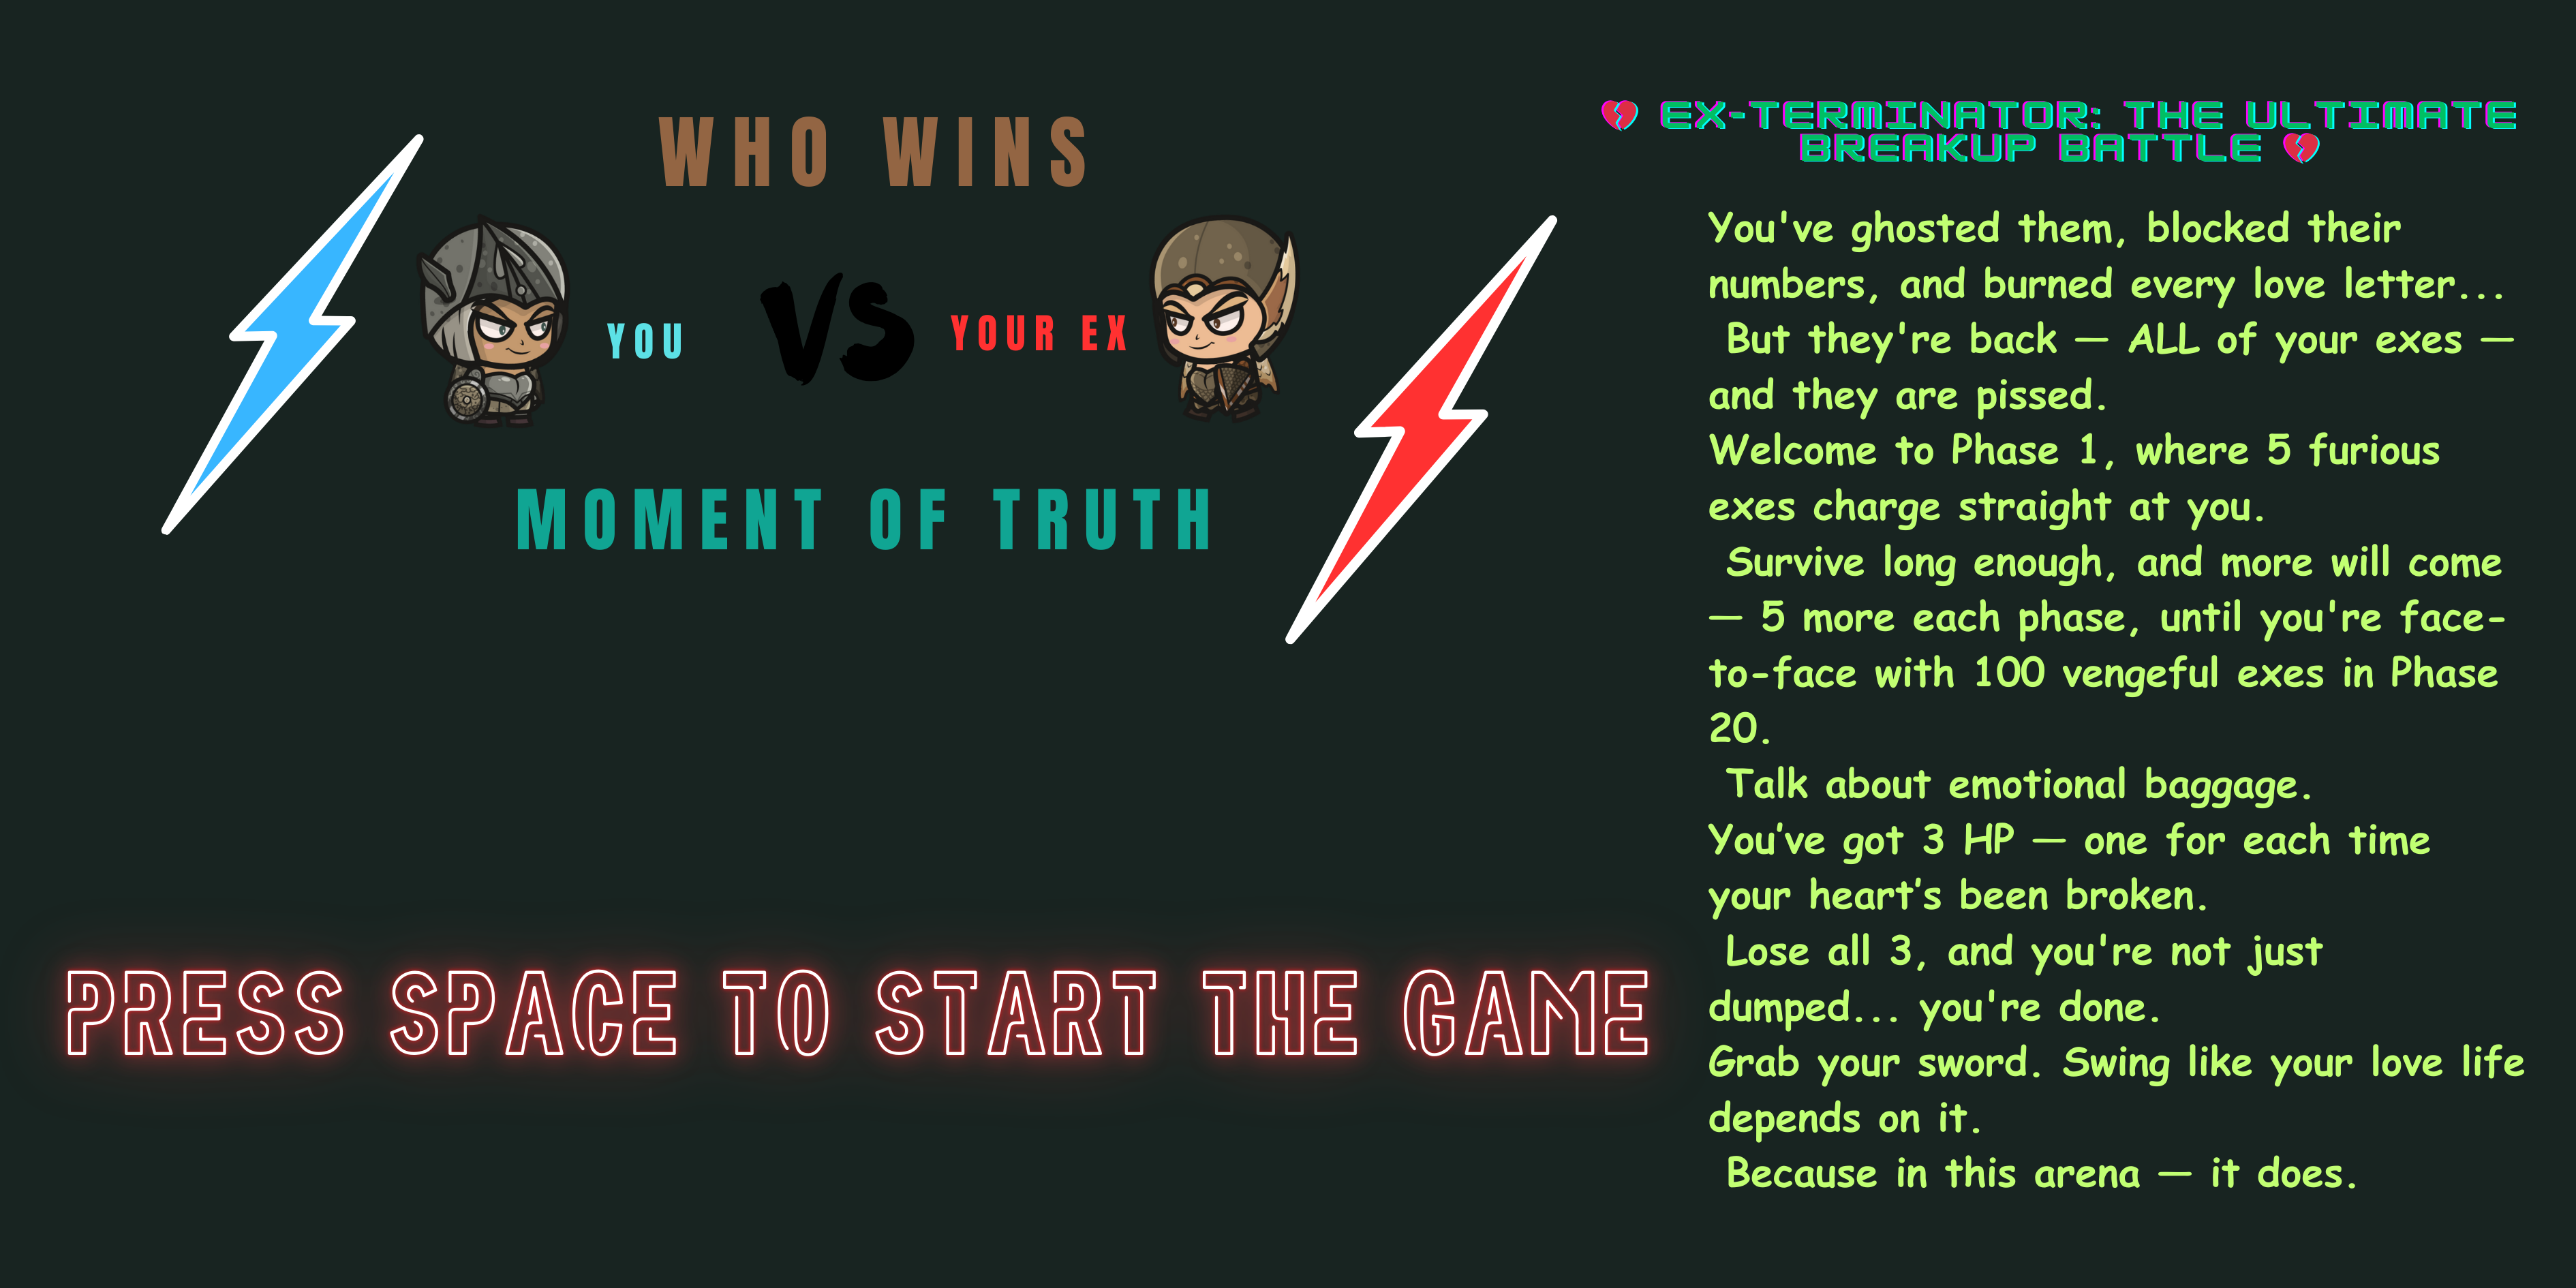 WHO WINS
YOU
VS
YOUR EX
MOMENT OF TRUTH
PRESS SPACE TO START THE GAME
💔 EX-TERMINATOR: THE ULTIMATE
BREAKUP BATTLE 💔
You've ghosted them, blocked their
numbers, and burned every love letter...
But they're back — ALL of your exes —
and they are pissed.
Welcome to Phase 1, where 5 furious
exes charge straight at you.
Survive long enough, and more will come
— 5 more each phase, until you're face-
to-face with 100 vengeful exes in Phase
20.
Talk about emotional baggage.
You've got 3 HP — one for each time
your heart's been broken.
Lose all 3, and you're not just
dumped... you're done.
Grab your sword. Swing like your love life
depends on it.
Because in this arena — it does.